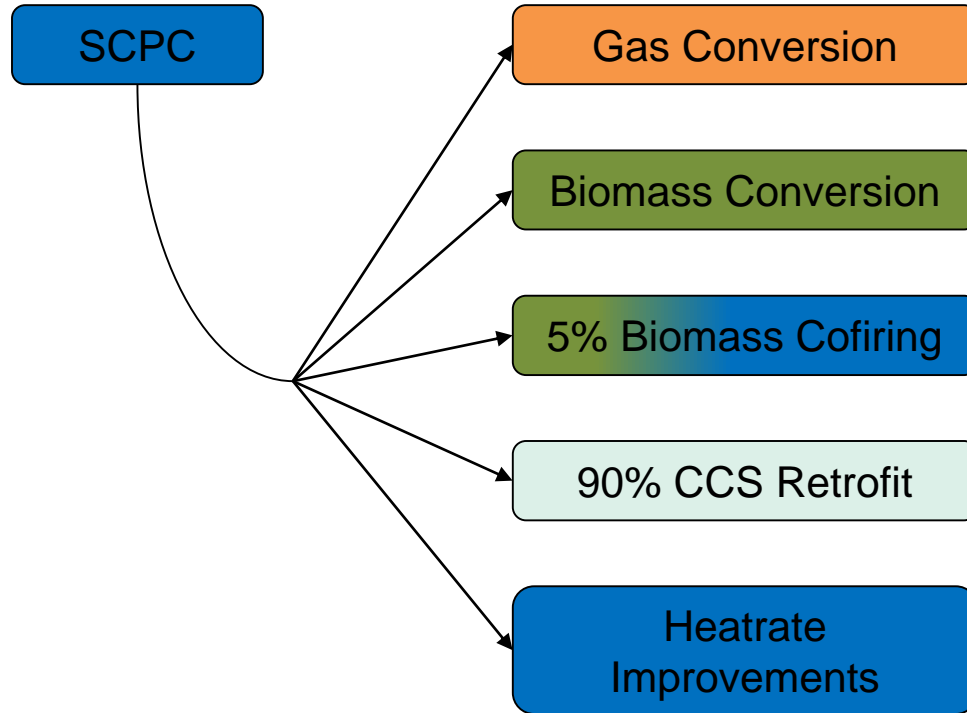 SCPC
Gas Conversion
Biomass Conversion
5% Biomass Cofiring
90% CCS Retrofit
Heatrate
Improvements